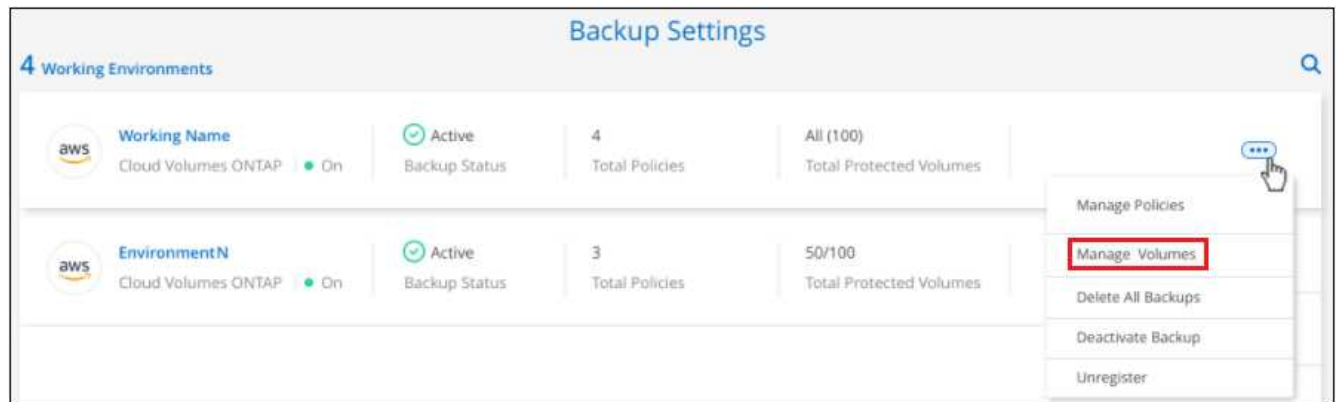 Backup Settings
4 Working Environments
aws
Working Name
Cloud Volumes ONTAP
On
Active
Backup Status
4
Total Policies
All (100)
Total Protected Volumes
Manage Policies
Manage Volumes
Delete All Backups
Deactivate Backup
Unregister
aws
EnvironmentN
Cloud Volumes ONTAP
On
Active
Backup Status
3
Total Policies
50/100
Total Protected Volumes